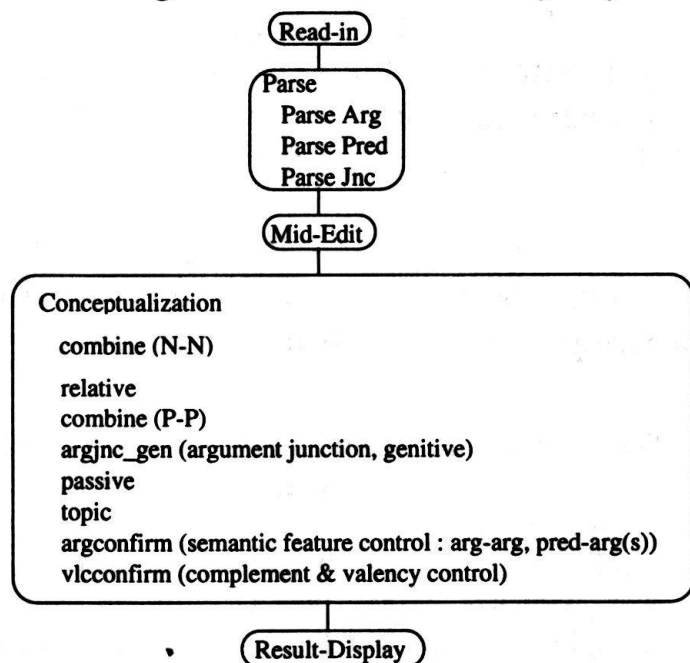 Read-in
Parse
Parse Arg
Parse Pred
Parse Jnc
Mid-Edit
Conceptualization
combine (N-N)
relative
combine (P-P)
argjnc_gen (argument junction, genitive)
passive
topic
argconfirm (semantic feature control : arg-arg, pred-arg(s))
vlcconfirm (complement & valency control)
Result-Display